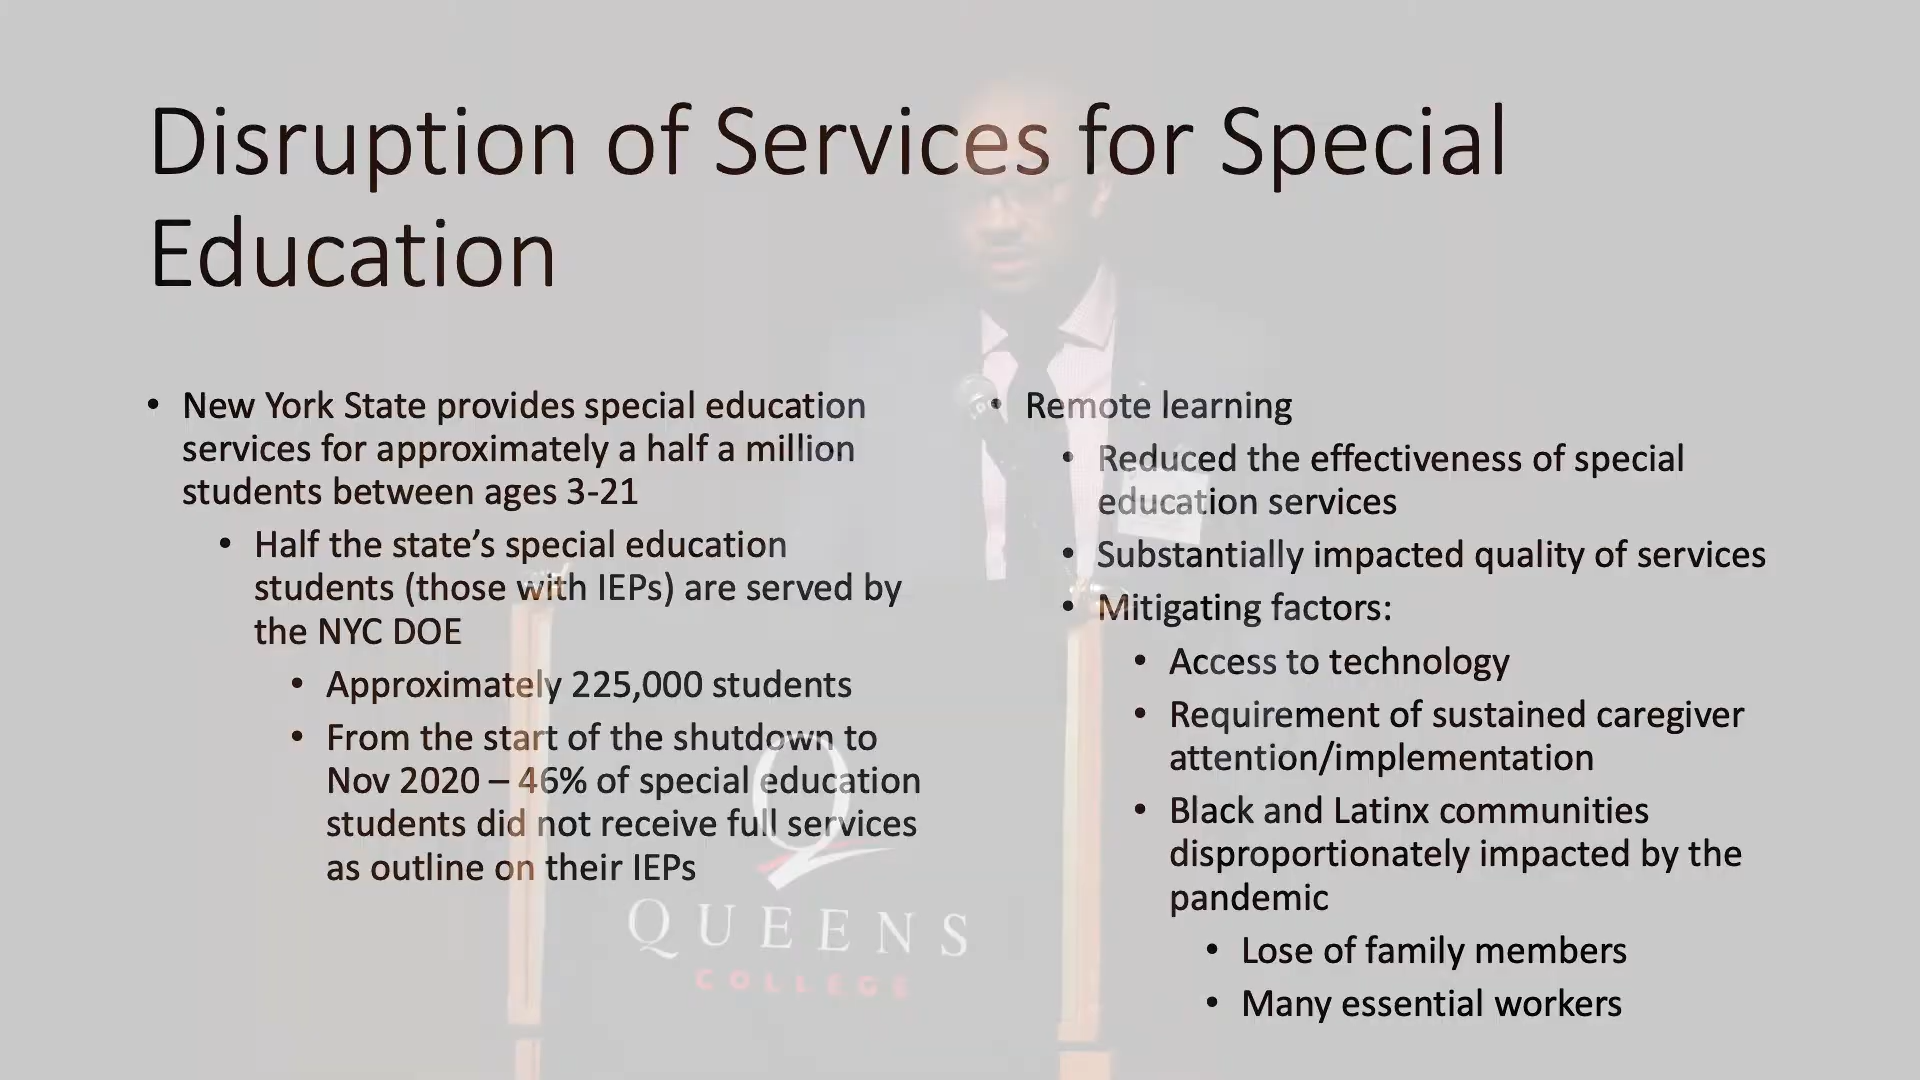 Disruption of Services for Special
Education
• New York State provides special education
services for approximately a half a million
students between ages 3-21
• Half the state’s special education
students (those with IEPs) are served by
the NYC DOE
• Approximately 225,000 students
• From the start of the shutdown to
Nov 2020 – 46% of special education
students did not receive full services
as outline on their IEPs
• Remote learning
• Reduced the effectiveness of special
education services
• Substantially impacted quality of services
• Mitigating factors:
• Access to technology
• Requirement of sustained caregiver
attention/implementation
• Black and Latinx communities
disproportionately impacted by the
pandemic
• Lose of family members
• Many essential workers
Q
QUEENS
COLLEGE